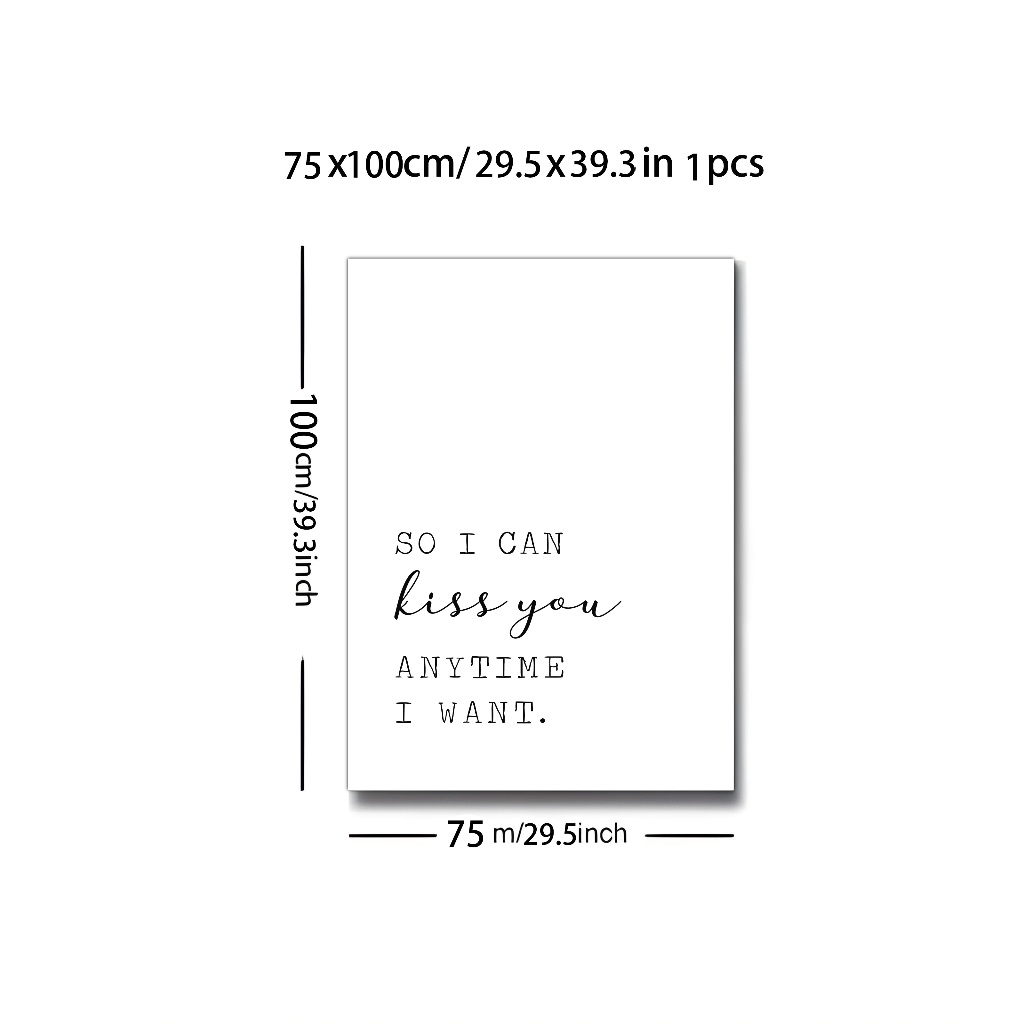 75x100cm/29.5x39.3in 1pcs
100cm/39.3inch
SO I CAN
kiss you
ANYTIME
I WANT.
75 m/29.5inch